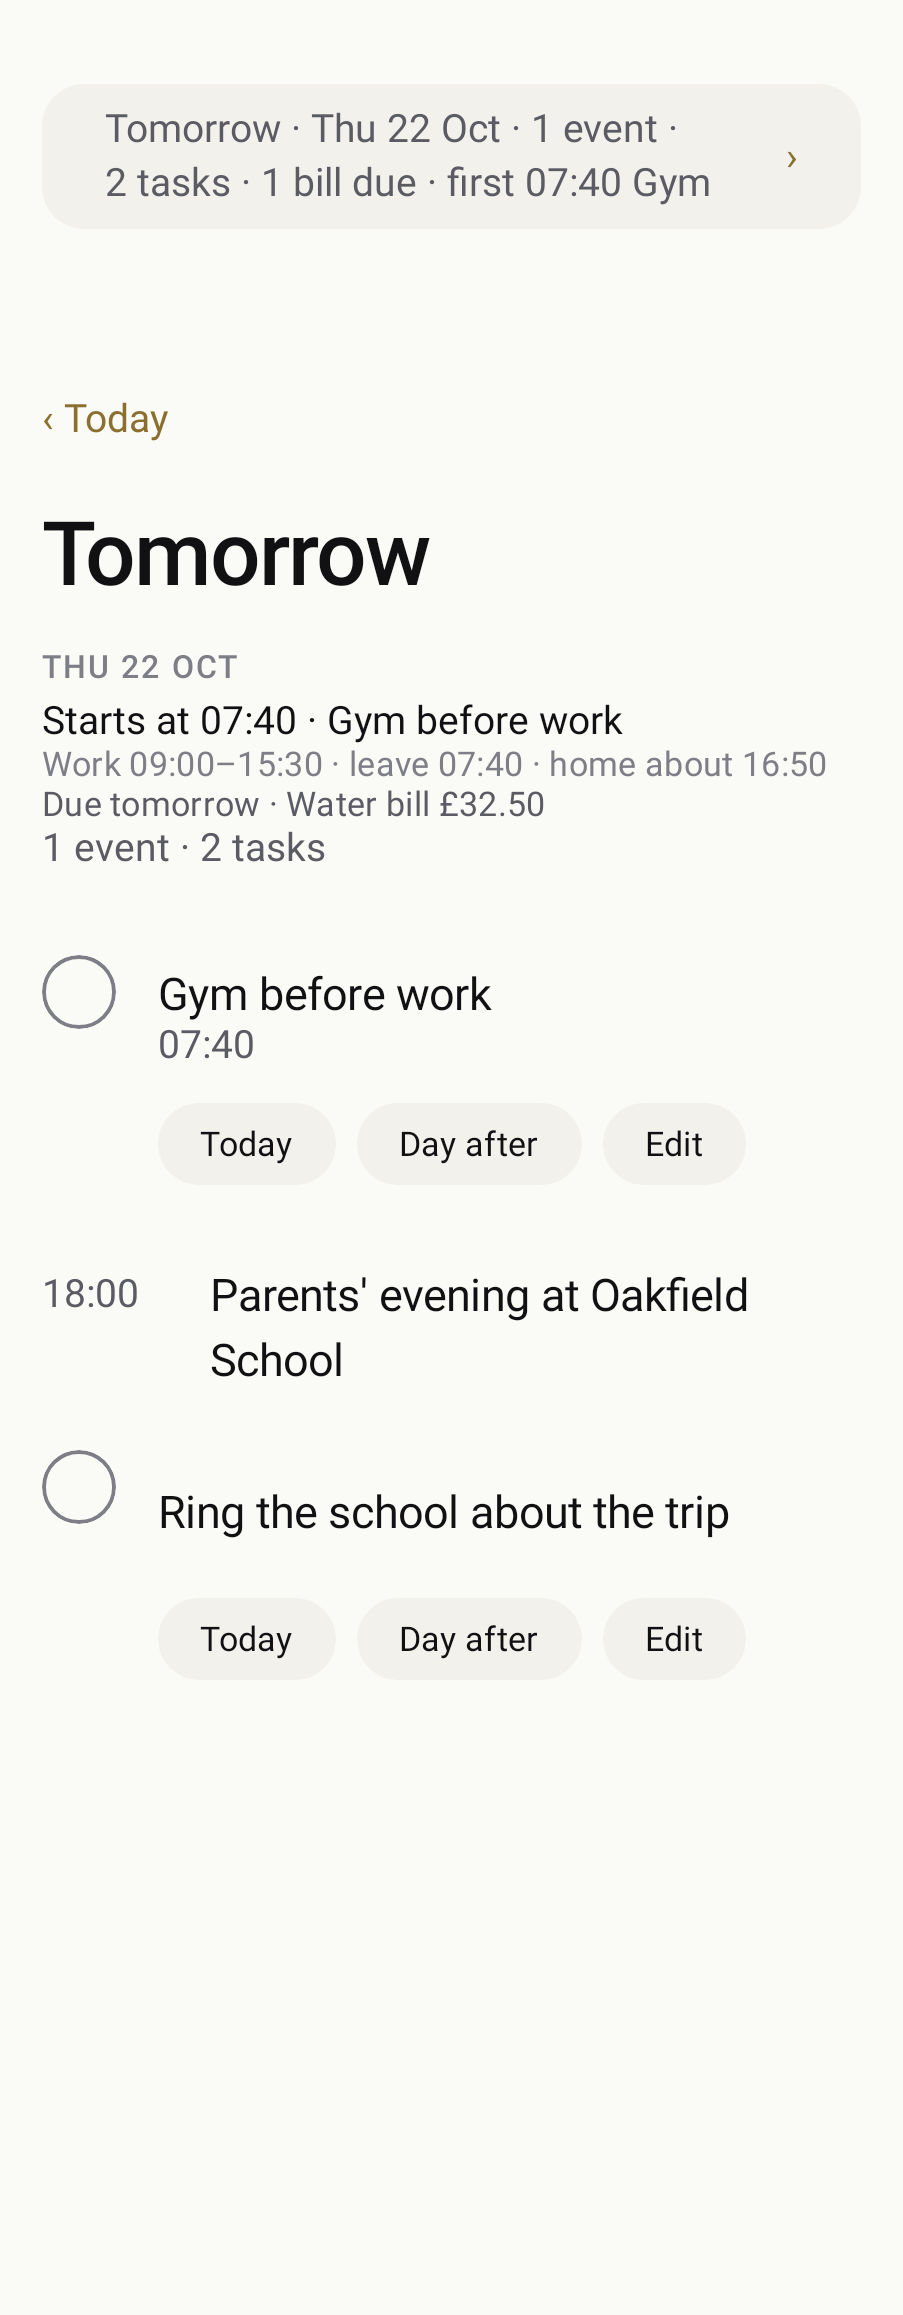 Tomorrow · Thu 22 Oct · 1 event ·
2 tasks · 1 bill due · first 07:40 Gym
›
‹ Today
Tomorrow
THU 22 OCT
Starts at 07:40 · Gym before work
Work 09:00–15:30 · leave 07:40 · home about 16:50
Due tomorrow · Water bill £32.50
1 event · 2 tasks
Gym before work
07:40
Today Day after Edit
18:00 Parents' evening at Oakfield
School
Ring the school about the trip
Today Day after Edit